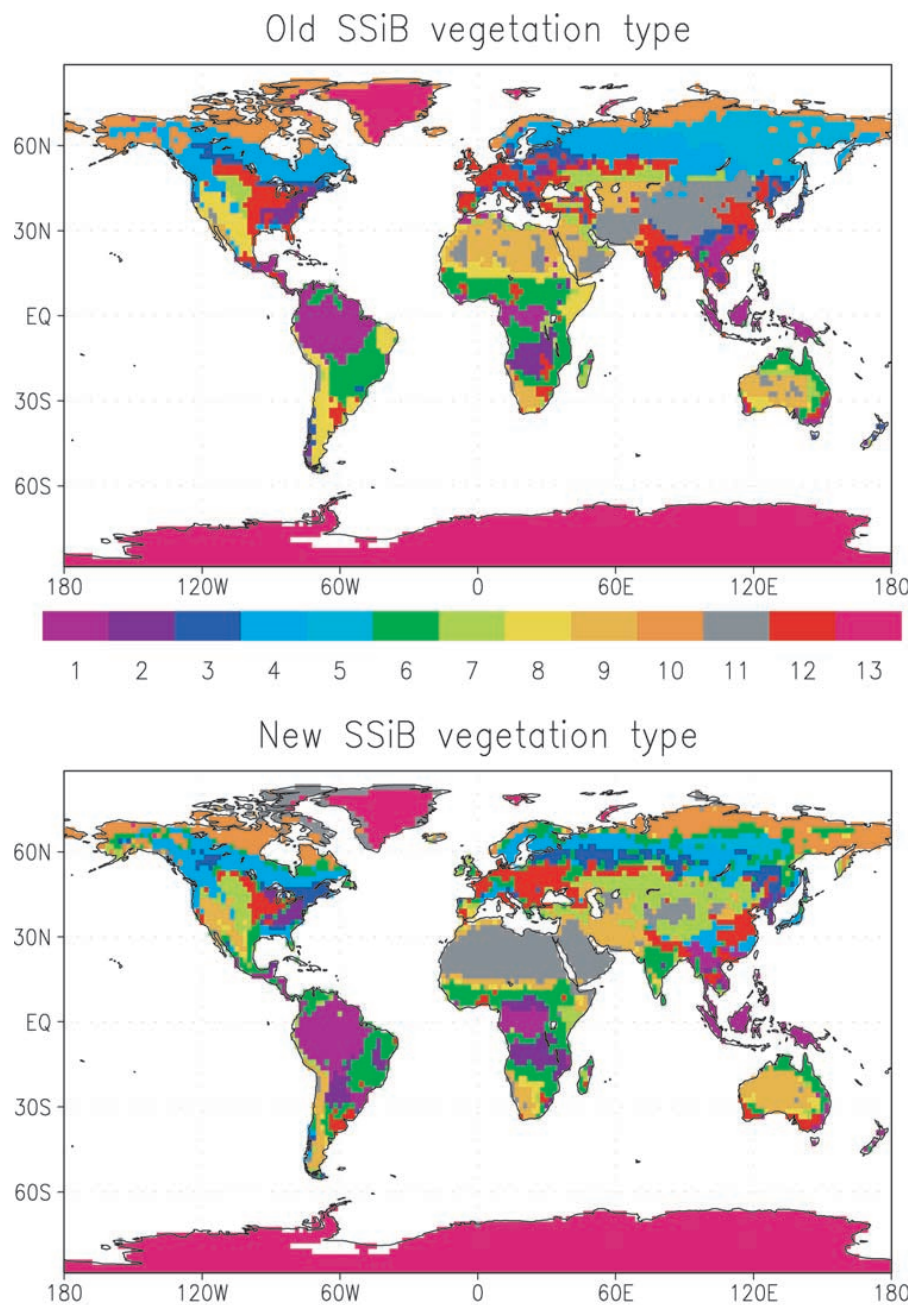 Old SSiB vegetation type
60N
30N
EQ
30S
60S
180 120W 60W 0 60E 120E 180
1 2 3 4 5 6 7 8 9 10 11 12 13
New SSiB vegetation type
60N
30N
EQ
30S
60S
180 120W 60W 0 60E 120E 180